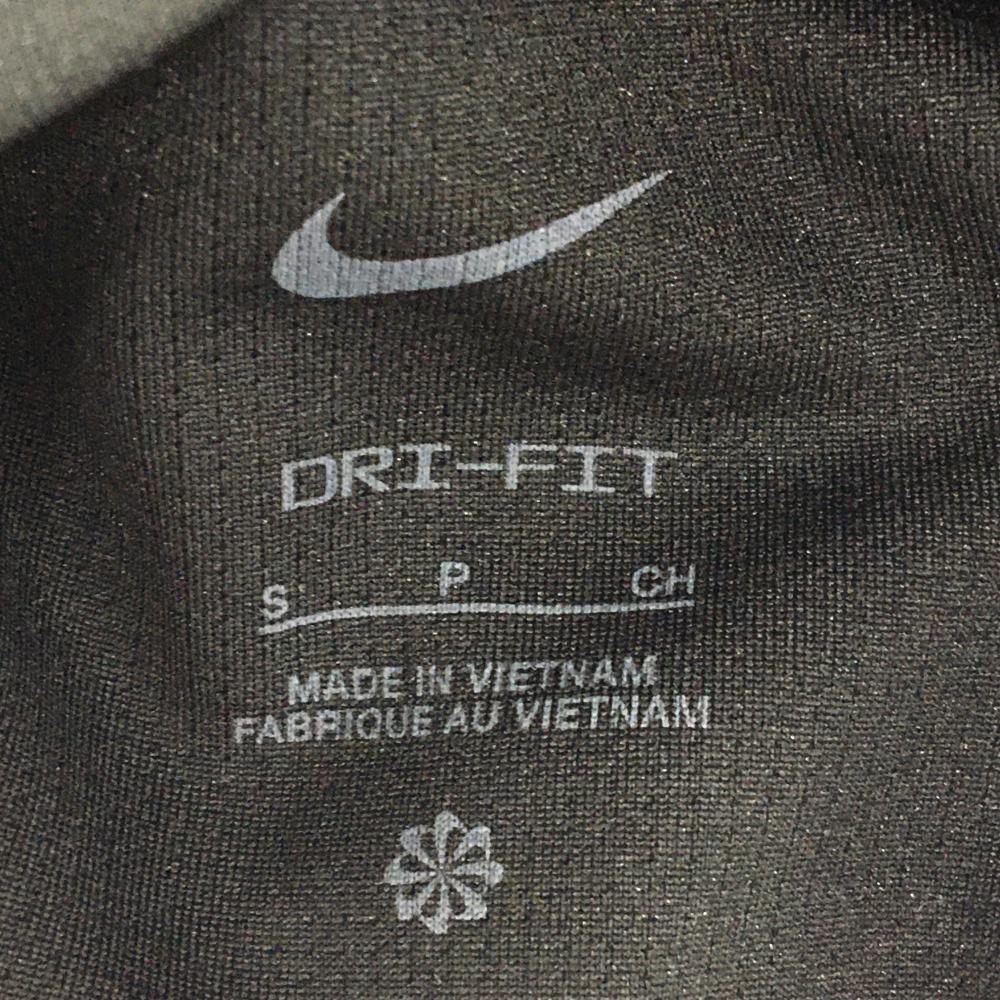 DRI-FIT
S P CH
MADE IN VIETNAM
FABRIQUE AU VIETNAM